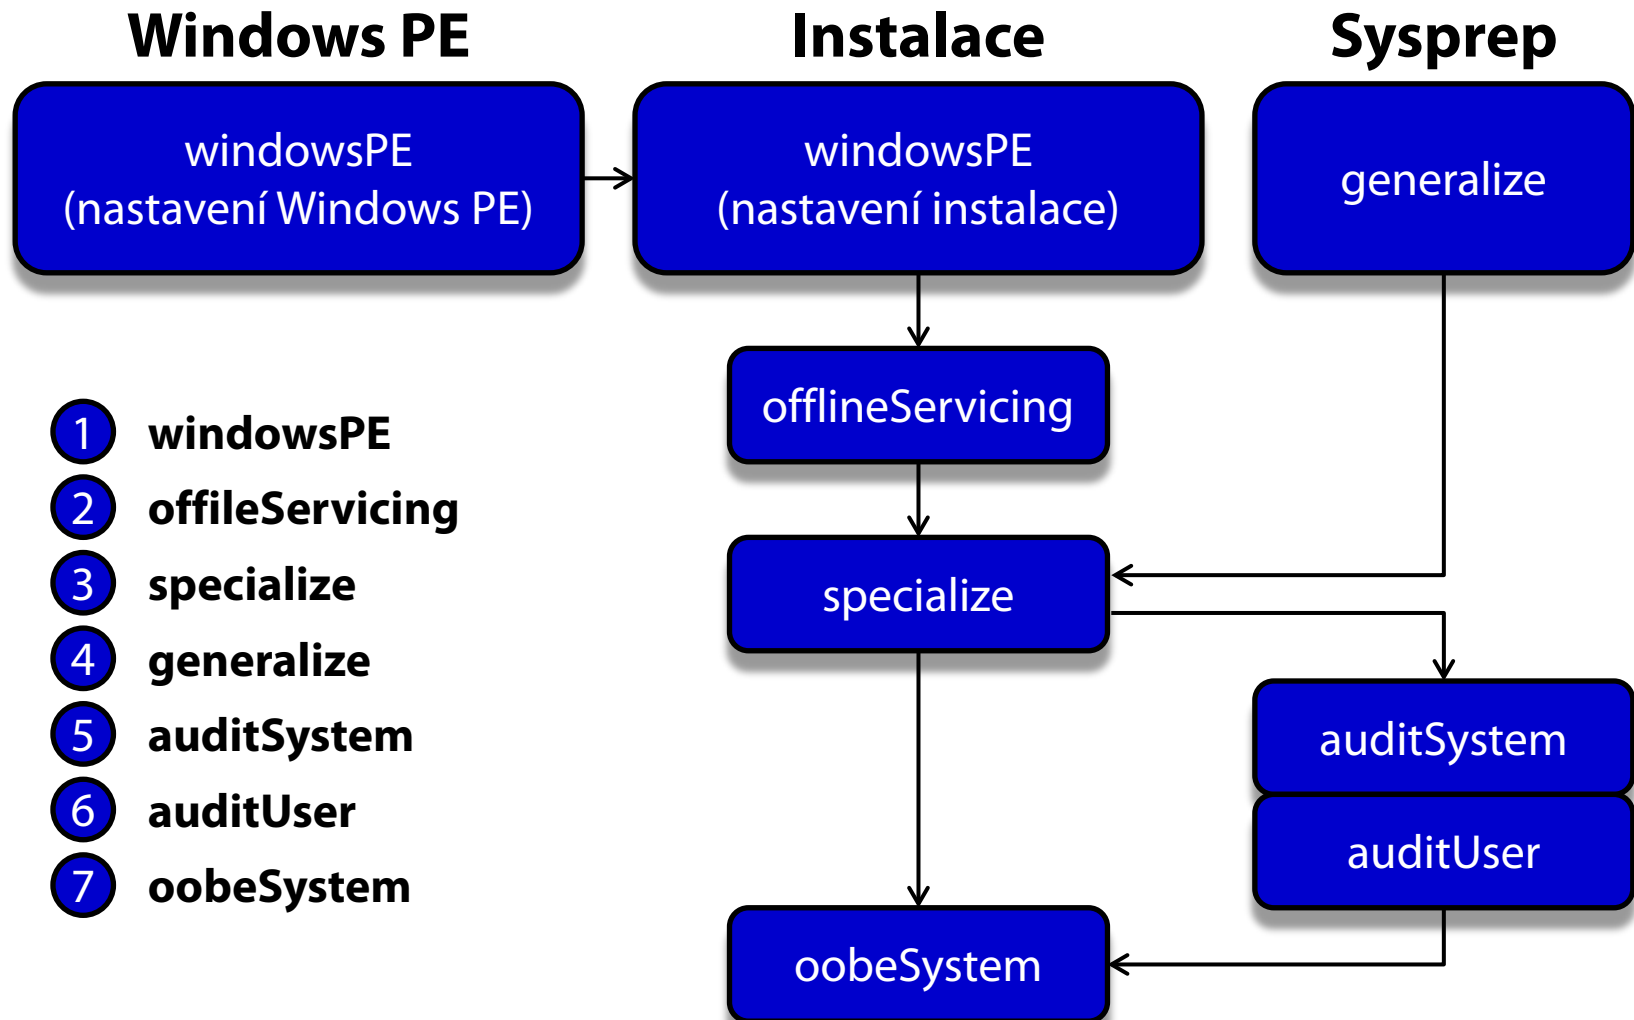 Windows PE
Instalace
Sysprep
windowsPE
(nastavení Windows PE)
windowsPE
(nastavení instalace)
generalize
offlineServicing
specialize
auditSystem
auditUser
oobeSystem
1 windowsPE
2 offileServicing
3 specialize
4 generalize
5 auditSystem
6 auditUser
7 oobeSystem